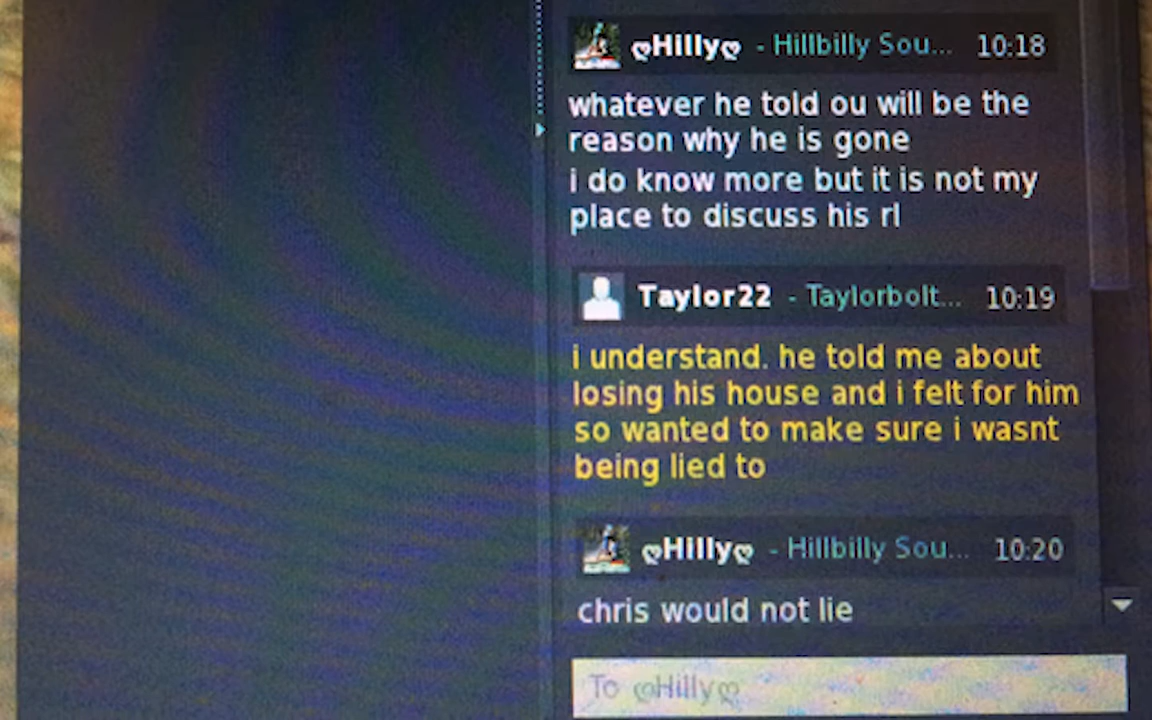 ღHillyღ - Hillbilly Sou... 10:18
whatever he told ou will be the
reason why he is gone
i do know more but it is not my
place to discuss his rl
Taylor22 - Taylorbolt... 10:19
i understand. he told me about
losing his house and i felt for him
so wanted to make sure i wasnt
being lied to
ღHillyღ - Hillbilly Sou... 10:20
chris would not lie
To ღHillyღ